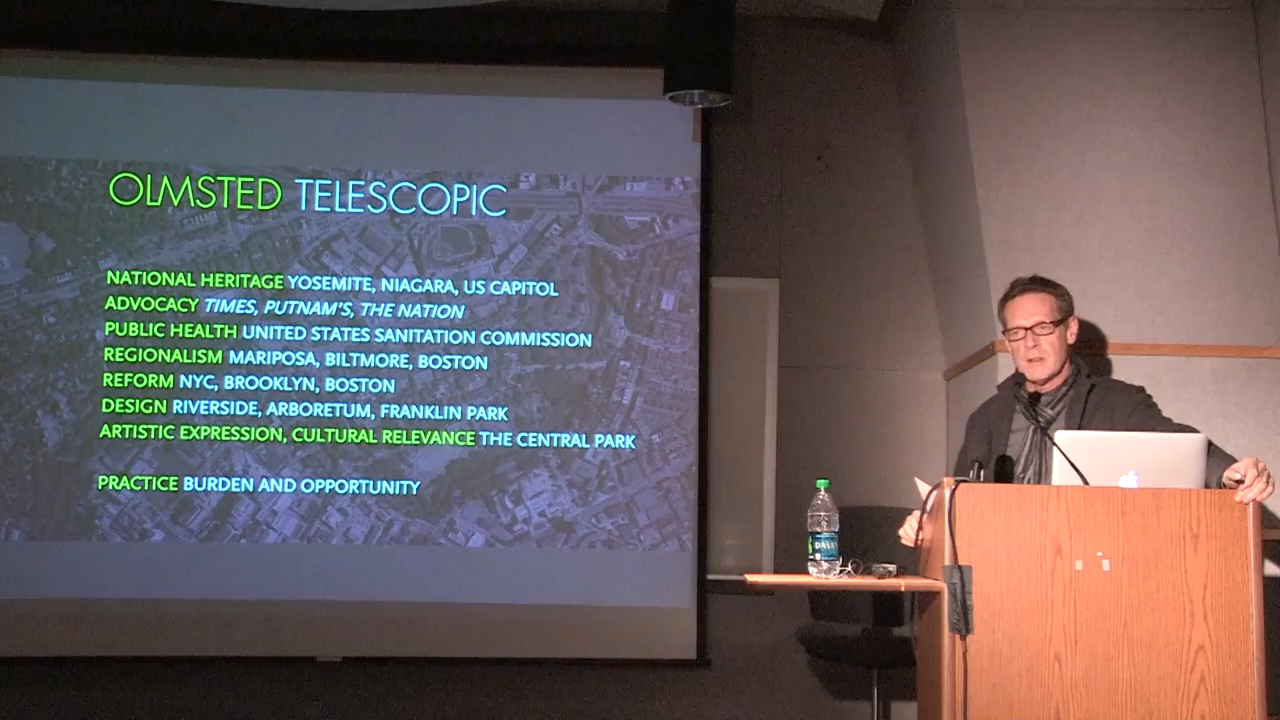 OLMSTED TELESCOPIC
NATIONAL HERITAGE YOSEMITE, NIAGARA, US CAPITOL
ADVOCACY TIMES, PUTNAM'S, THE NATION
PUBLIC HEALTH UNITED STATES SANITATION COMMISSION
REGIONALISM MARIPOSA, BILTMORE, BOSTON
REFORM NYC, BROOKLYN, BOSTON
DESIGN RIVERSIDE, ARBORETUM, FRANKLIN PARK
ARTISTIC EXPRESSION, CULTURAL RELEVANCE THE CENTRAL PARK
PRACTICE BURDEN AND OPPORTUNITY